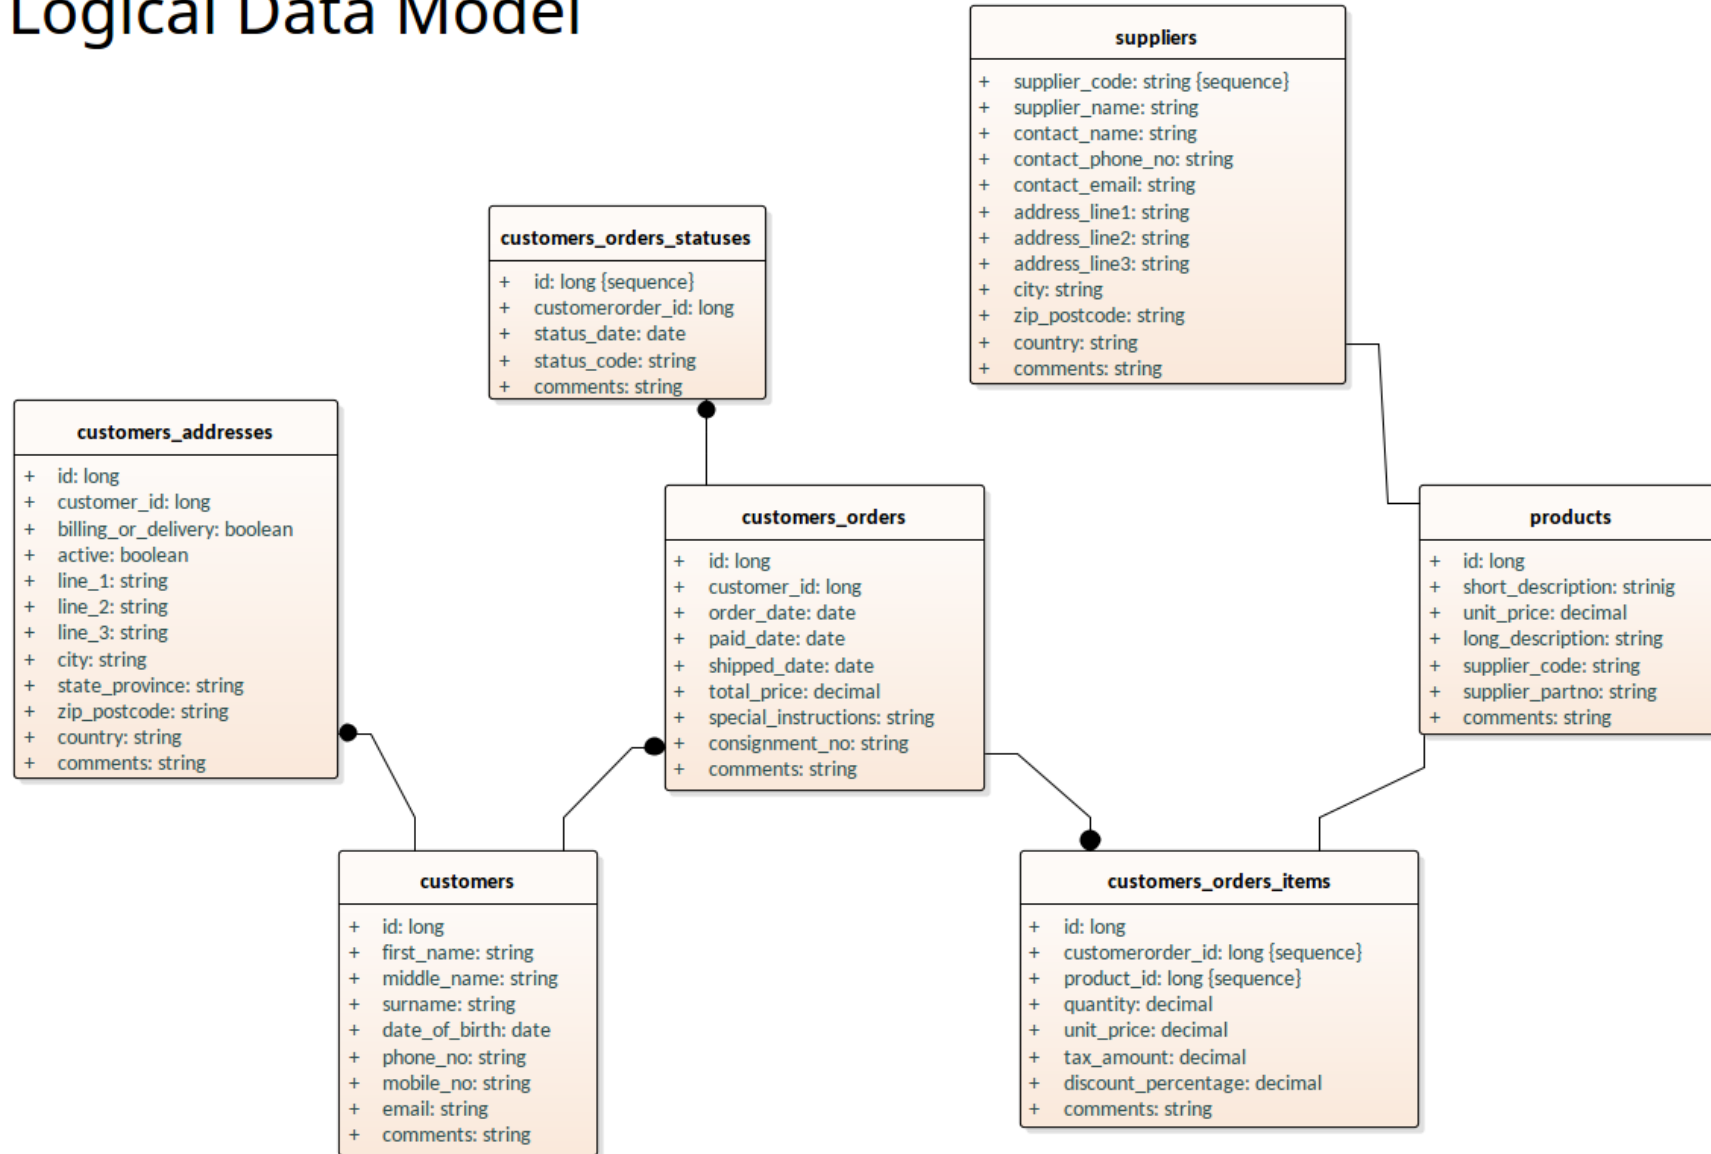 Logical Data Model
suppliers
+ supplier_code: string {sequence}
+ supplier_name: string
+ contact_name: string
+ contact_phone_no: string
+ contact_email: string
+ address_line1: string
+ address_line2: string
+ address_line3: string
+ city: string
+ zip_postcode: string
+ country: string
+ comments: string
customers_orders_statuses
+ id: long {sequence}
+ customerorder_id: long
+ status_date: date
+ status_code: string
+ comments: string
customers_addresses
+ id: long
+ customer_id: long
+ billing_or_delivery: boolean
+ active: boolean
+ line_1: string
+ line_2: string
+ line_3: string
+ city: string
+ state_province: string
+ zip_postcode: string
+ country: string
+ comments: string
customers_orders
+ id: long
+ customer_id: long
+ order_date: date
+ paid_date: date
+ shipped_date: date
+ total_price: decimal
+ special_instructions: string
+ consignment_no: string
+ comments: string
products
+ id: long
+ short_description: strinig
+ unit_price: decimal
+ long_description: string
+ supplier_code: string
+ supplier_partno: string
+ comments: string
customers
+ id: long
+ first_name: string
+ middle_name: string
+ surname: string
+ date_of_birth: date
+ phone_no: string
+ mobile_no: string
+ email: string
+ comments: string
customers_orders_items
+ id: long
+ customerorder_id: long {sequence}
+ product_id: long {sequence}
+ quantity: decimal
+ unit_price: decimal
+ tax_amount: decimal
+ discount_percentage: decimal
+ comments: string